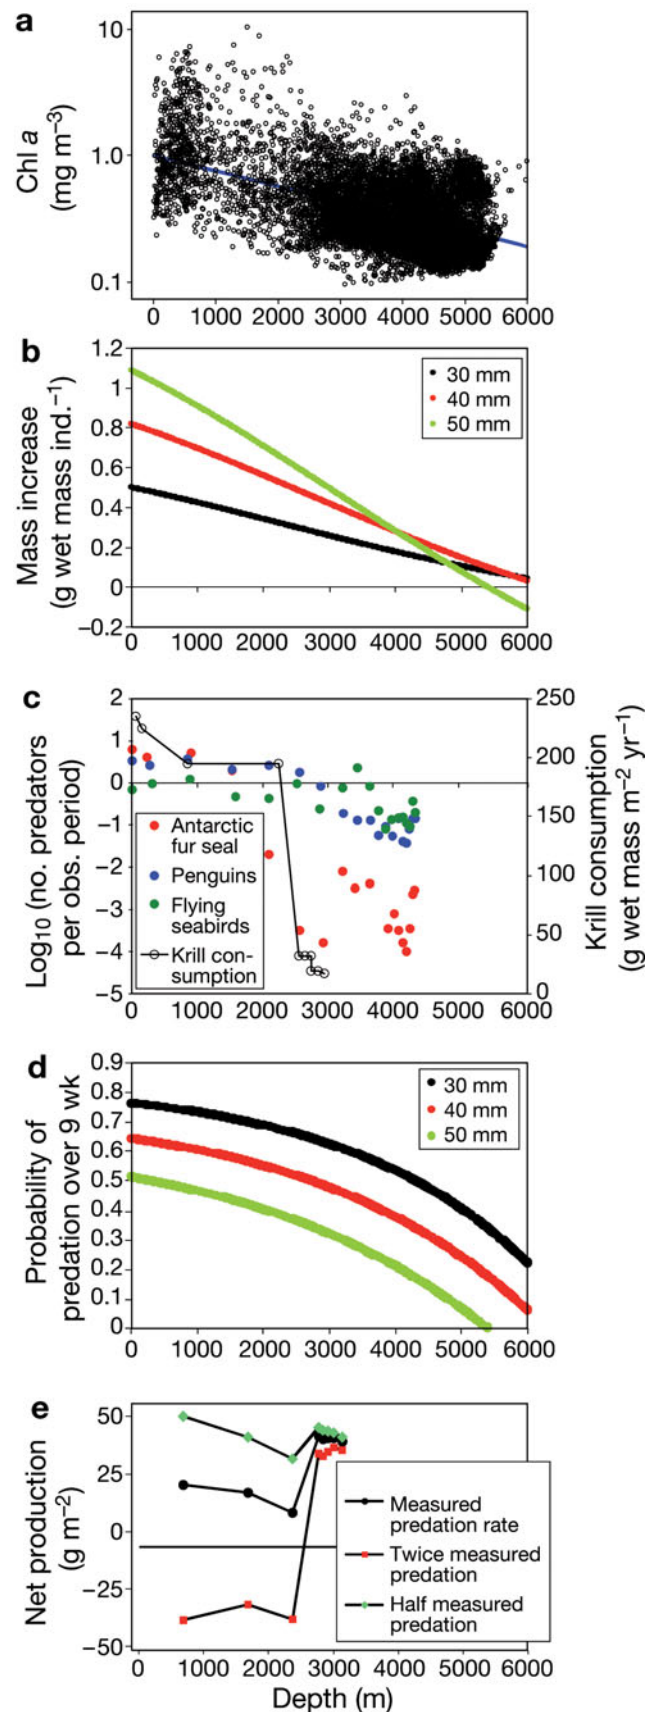 a
10
1.0
0.1
Chl a
(mg m⁻³)
0 1000 2000 3000 4000 5000 6000
b
1.2
1
0.8
0.6
0.4
0.2
0
−0.2
Mass increase
(g wet mass ind.⁻¹)
30 mm
40 mm
50 mm
0 1000 2000 3000 4000 5000 6000
c
2
1
0
−1
−2
−3
−4
−5
Log₁₀ (no. predators
per obs. period)
Antarctic
fur seal
Penguins
Flying
seabirds
Krill con-
sumption
250
200
150
100
50
0
Krill consumption
(g wet mass m⁻² yr⁻¹)
0 1000 2000 3000 4000 5000 6000
d
0.9
0.8
0.7
0.6
0.5
0.4
0.3
0.2
0.1
0
Probability of
predation over 9 wk
30 mm
40 mm
50 mm
0 1000 2000 3000 4000 5000 6000
e
50
25
0
−25
−50
Net production
(g m⁻²)
Measured
predation rate
Twice measured
predation
Half measured
predation
0 1000 2000 3000 4000 5000 6000
Depth (m)